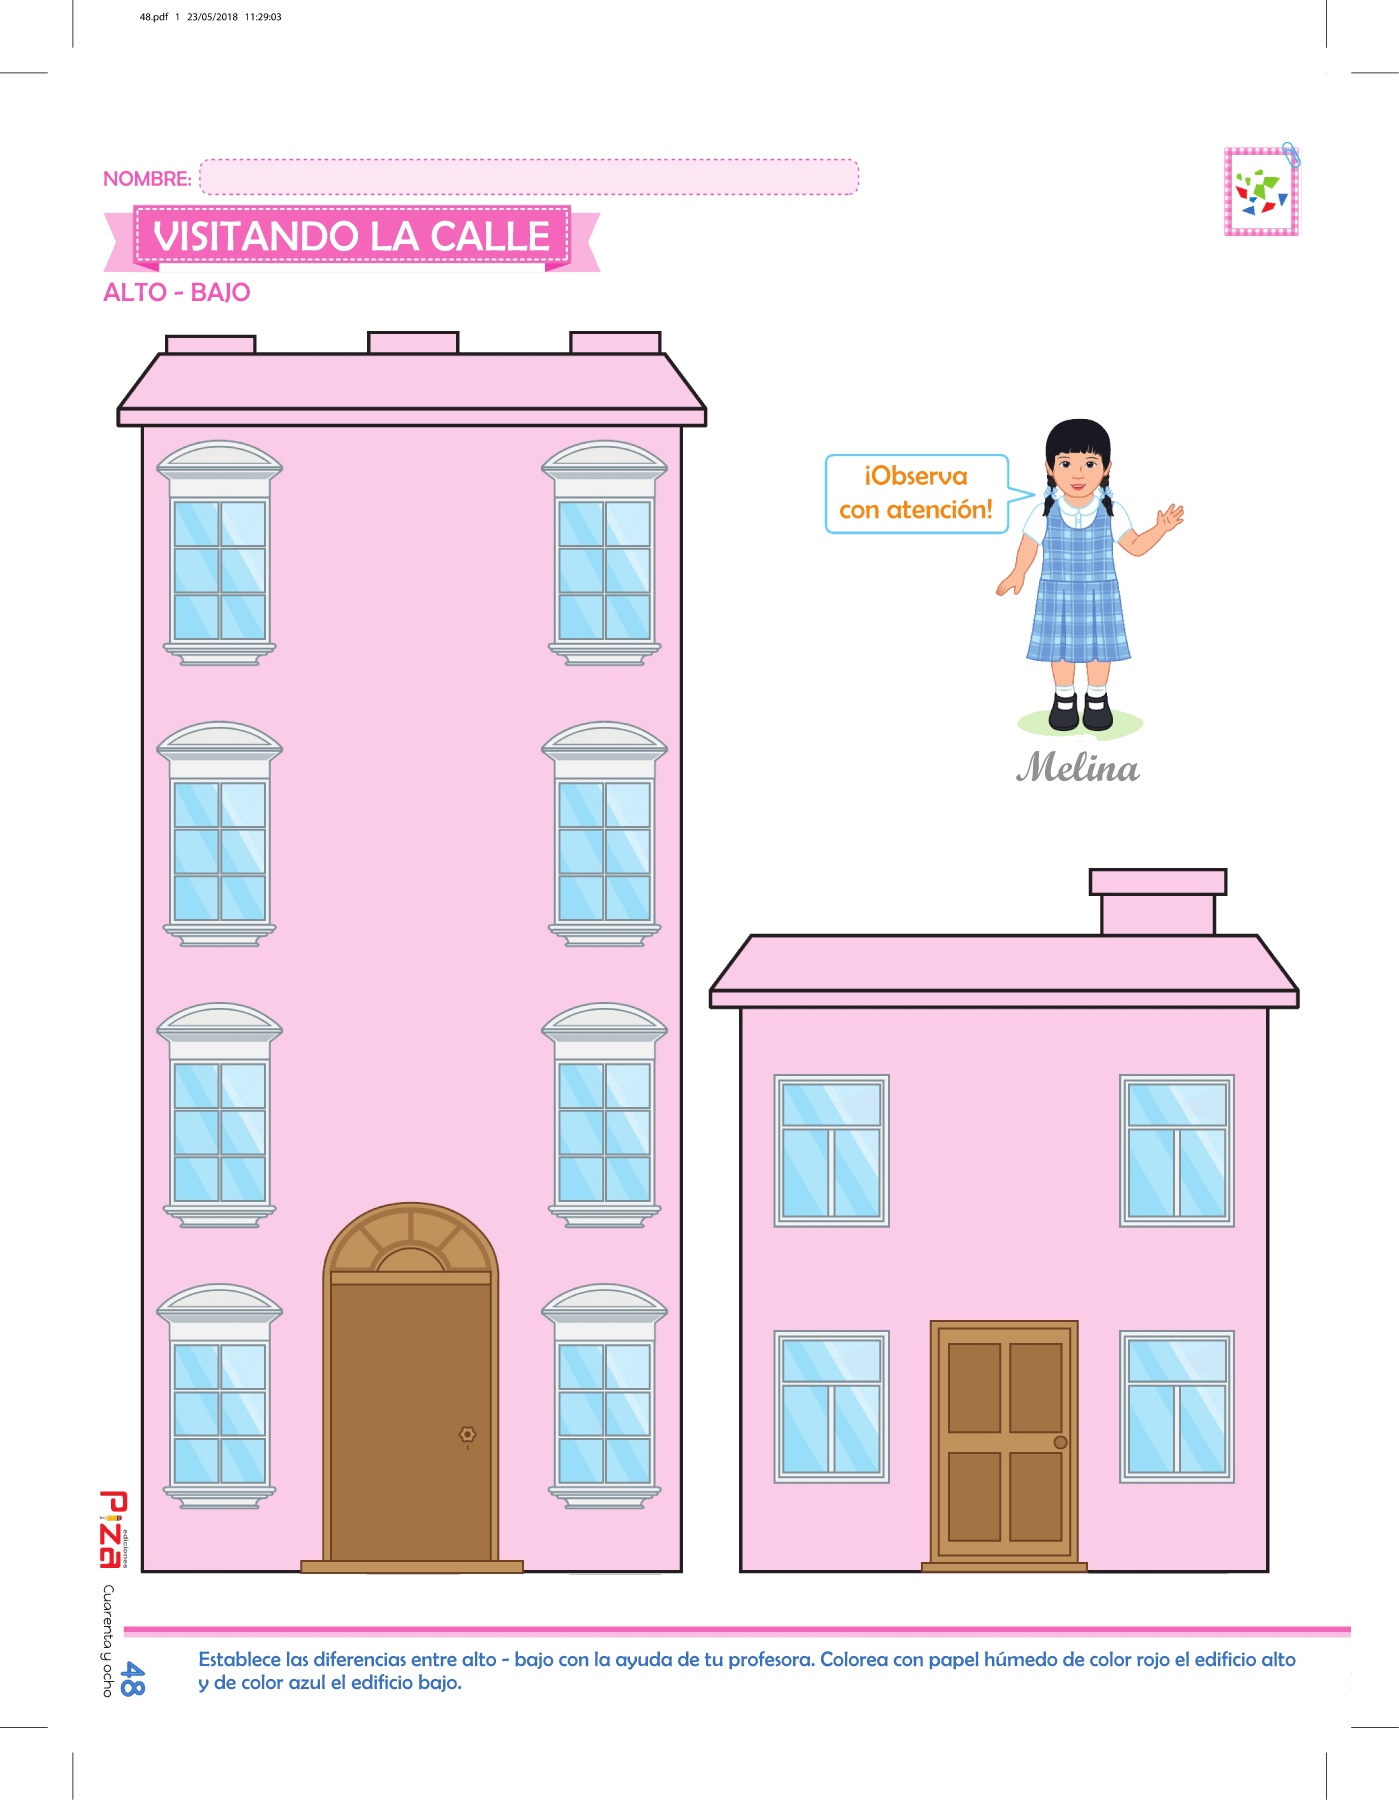 48.pdf 1 23/05/2018 11:29:03
NOMBRE:
VISITANDO LA CALLE
ALTO - BAJO
¡Observa
con atención!
Melina
Piza
ediciones
Cuarenta y ocho
48
Establece las diferencias entre alto - bajo con la ayuda de tu profesora. Colorea con papel húmedo de color rojo el edificio alto
y de color azul el edificio bajo.